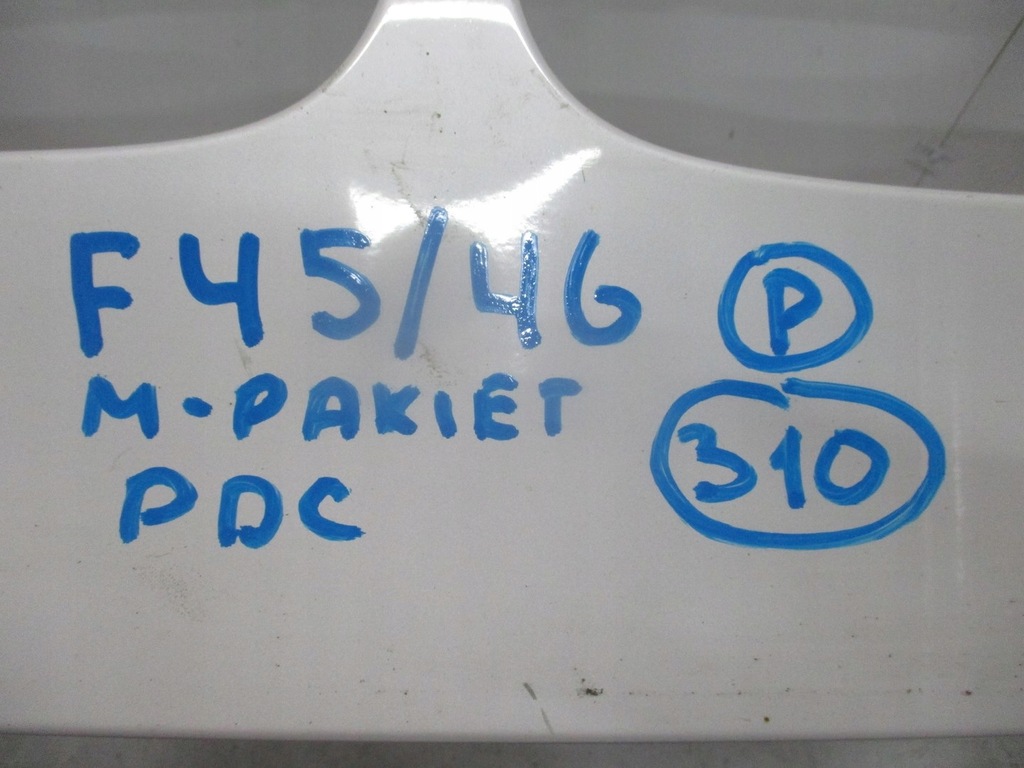 F45/46 P
M-PAKIET
PDC 310